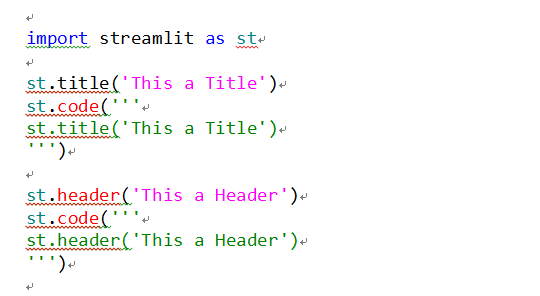 import streamlit as st
st.title('This a Title')
st.code('''
st.title('This a Title')
''')
st.header('This a Header')
st.code('''
st.header('This a Header')
''')